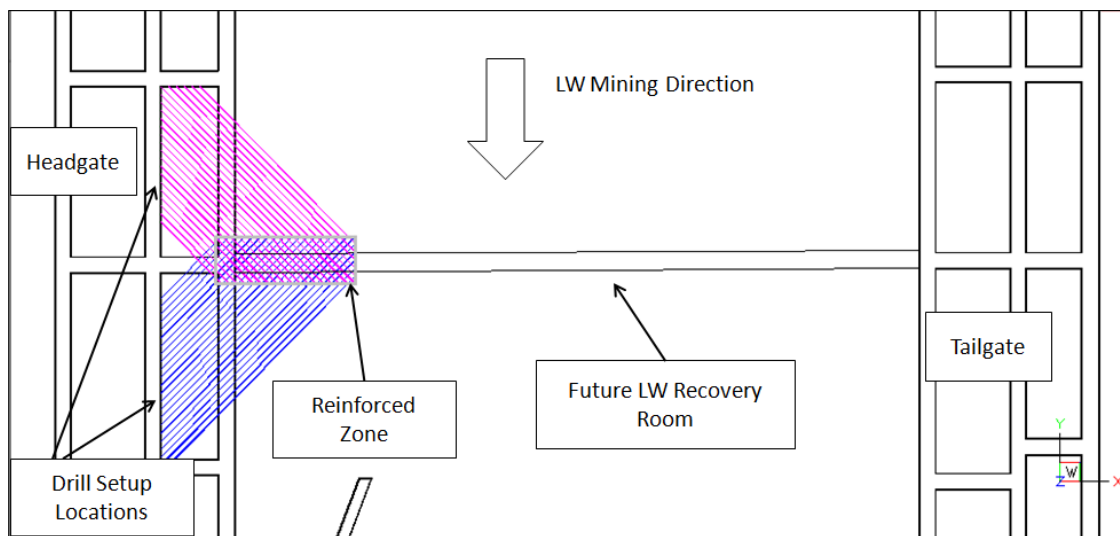 LW Mining Direction
Headgate
Tailgate
Reinforced
Zone
Future LW Recovery
Room
Drill Setup
Locations
Y
W
Z
X